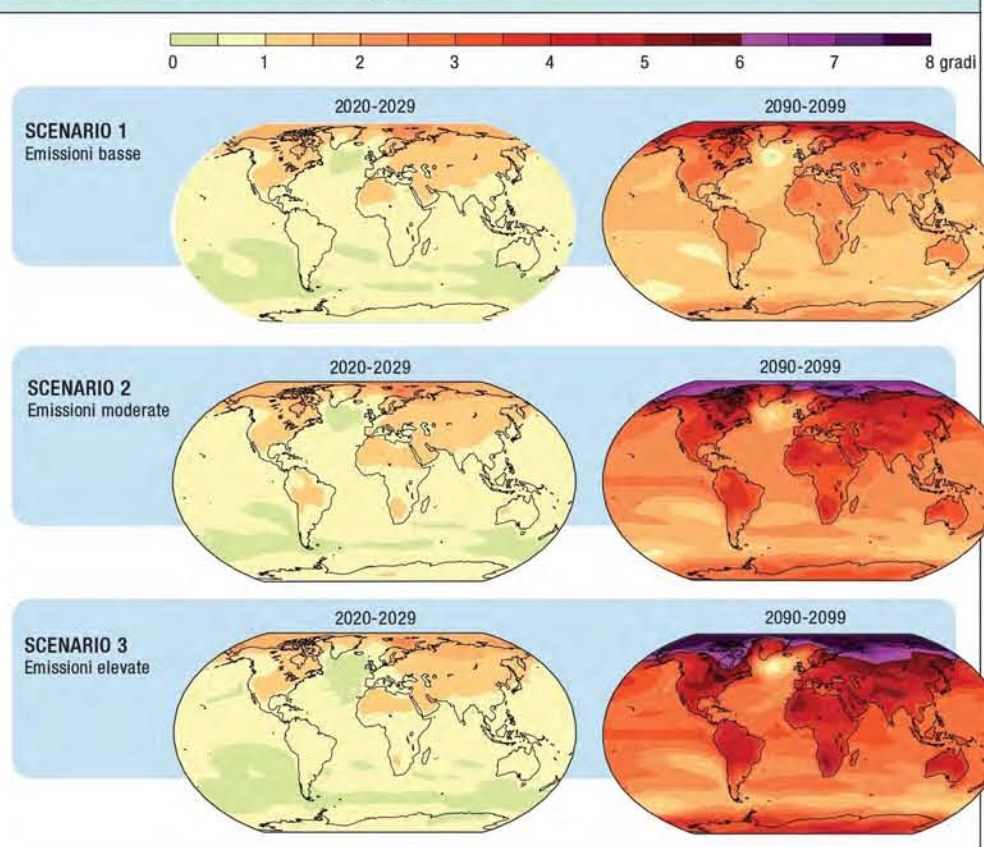 0 1 2 3 4 5 6 7 8 gradi
SCENARIO 1
Emissioni basse
2020-2029
2090-2099
SCENARIO 2
Emissioni moderate
2020-2029
2090-2099
SCENARIO 3
Emissioni elevate
2020-2029
2090-2099